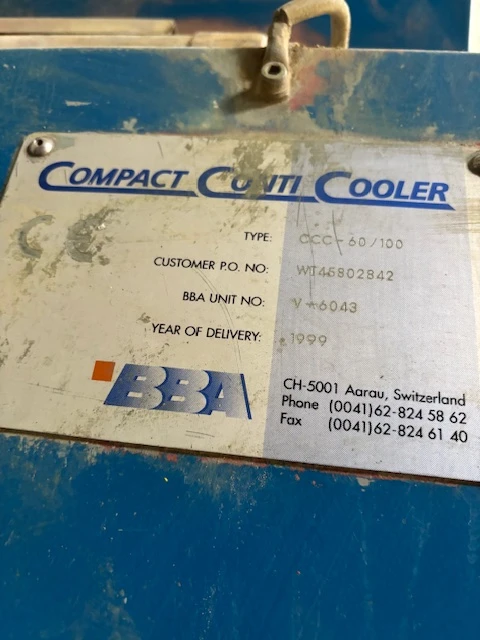 COMPACT CONTI COOLER
CE
TYPE: CCC-60/100
CUSTOMER P.O. NO: WT45802842
BBA UNIT NO: V-6043
YEAR OF DELIVERY: 1999
BBA
CH-5001 Aarau, Switzerland
Phone (0041)62-824 58 62
Fax (0041)62-824 61 40